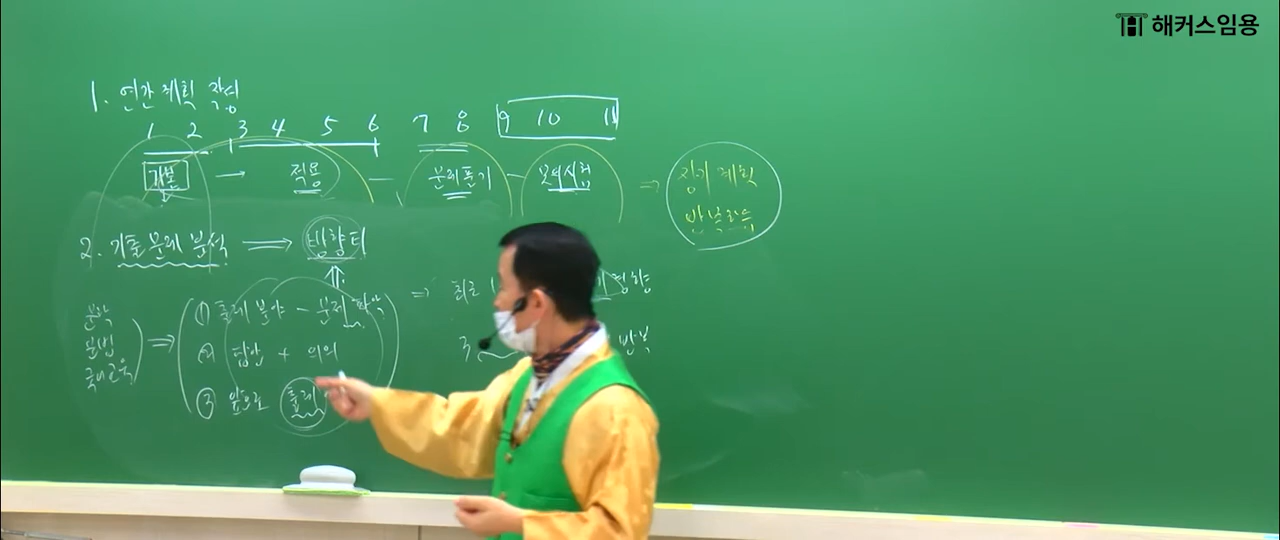 해커스임용
1. 연간 계획 작성
1 2 3 4 5 6 7 8 9 10 11
기본 → 적용 — 문제풀기 — 모의시험 ⇒ 장기 계획
반복학습
2. 기출 문제 분석 ⇒ 방향타
① 출제 분야 - 문제 파악 ⇒ 최근 경향
문학
문법 ② 답안 + 의의 3 반복
국어교육
③ 앞으로 출제